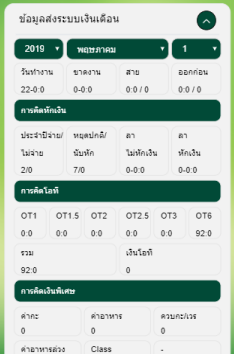 ข้อมูลส่งระบบเงินเดือน
2019 พฤษภาคม 1
วันทำงาน ขาดงาน สาย ออกก่อน
22-0:0 0-0:0 0:0 / 0 0:0 / 0
การคิดหักเงิน
ประจำปีจ่าย/ หยุดปกติ/ ลา ลา
ไม่จ่าย นับหัก ไม่หักเงิน หักเงิน
2/0 7/0 0-0:0 0-0:0
การคิดโอที
OT1 OT1.5 OT2 OT2.5 OT3 OT6
0:0 0:0 0:0 0:0 0:0 92:0
รวม เงินโอที
92:0 0
การคิดเงินพิเศษ
ค่ากะ ค่าอาหาร ควบกะ/เวร
0 0 0
ค่าอาหารล่วง Class -